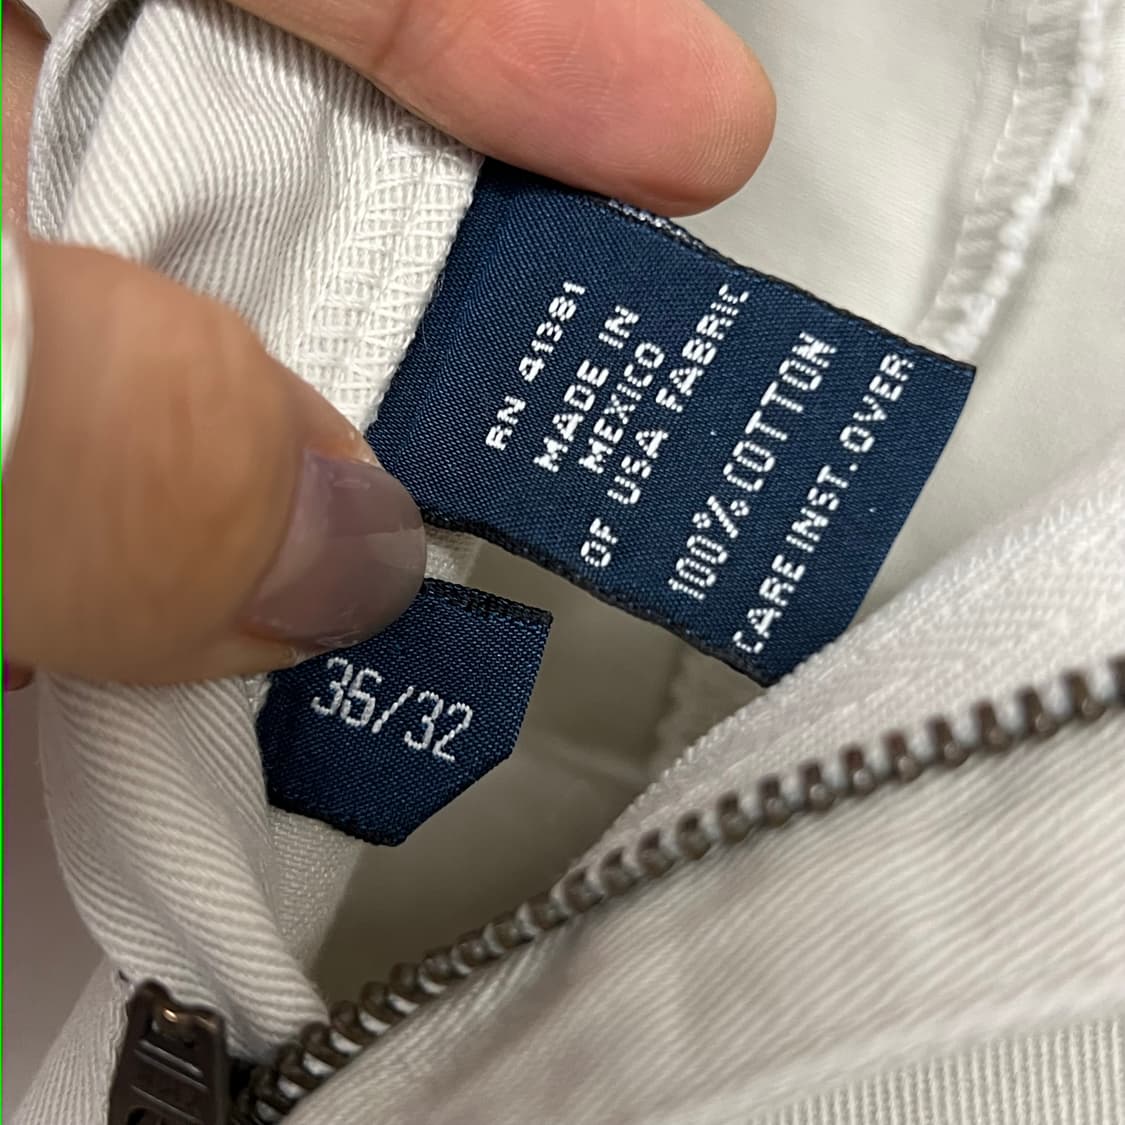 RN 41381
MADE IN
MEXICO
OF USA FABRIC
100% COTTON
CARE INST. OVER
36/32